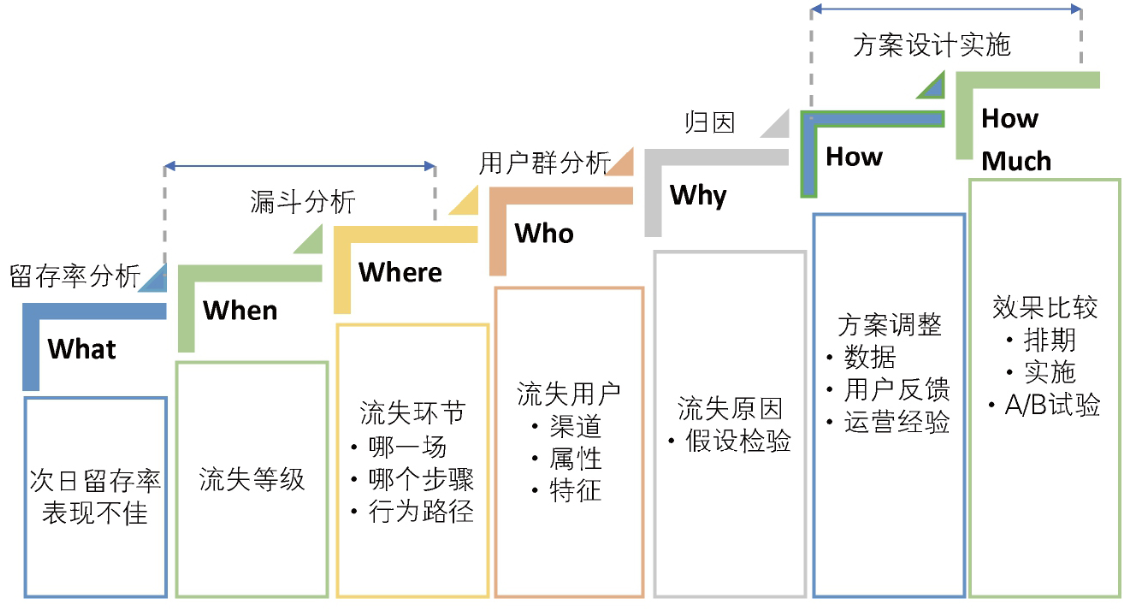 留存率分析
What
次日留存率
表现不佳
漏斗分析
When
流失等级
Where
流失环节
• 哪一场
• 哪个步骤
• 行为路径
用户群分析
Who
流失用户
• 渠道
• 属性
• 特征
归因
Why
流失原因
• 假设检验
方案设计实施
How
方案调整
• 数据
• 用户反馈
• 运营经验
How
Much
效果比较
• 排期
• 实施
• A/B试验